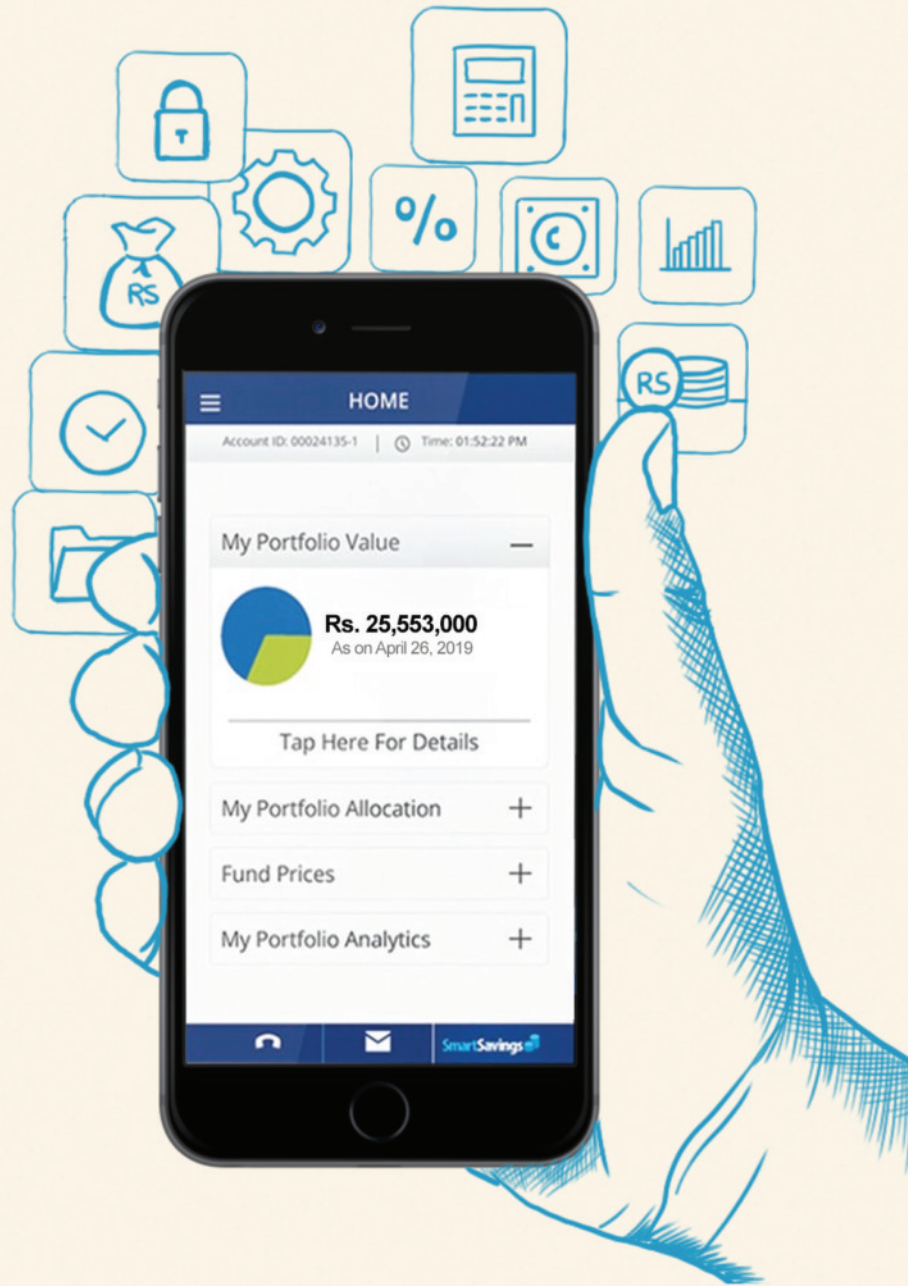 %
RS
RS
HOME
Account ID: 00024135-1 | Time: 01:52:22 PM
My Portfolio Value
Rs. 25,553,000
As on April 26, 2019
Tap Here For Details
My Portfolio Allocation
Fund Prices
My Portfolio Analytics
SmartSavings